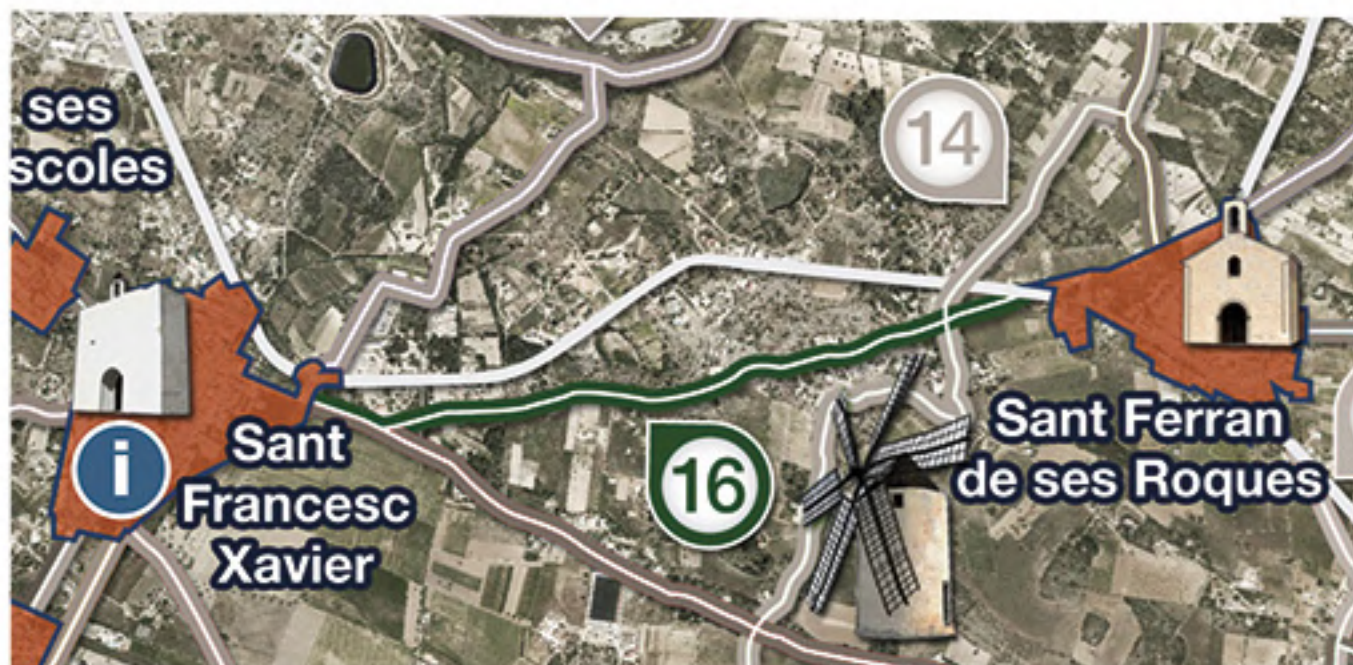 ses
scoles
14
16
i
Sant
Francesc
Xavier
Sant Ferran
de ses Roques